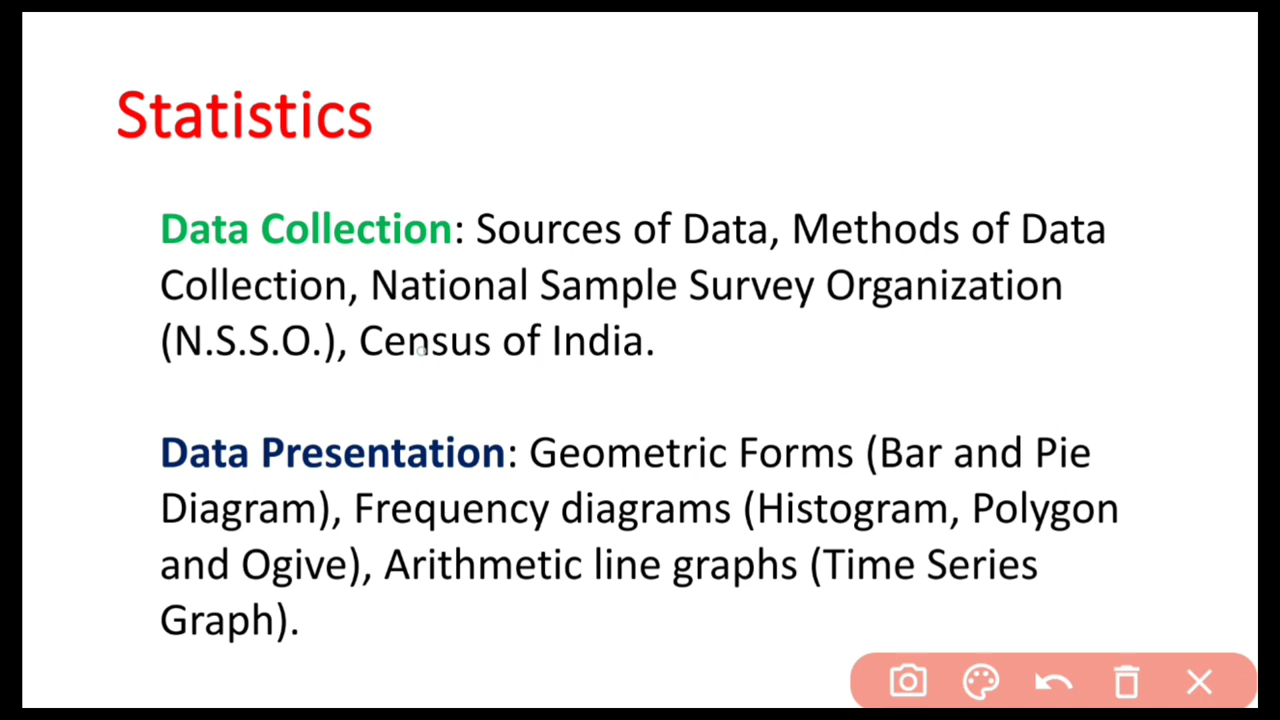 Statistics
Data Collection: Sources of Data, Methods of Data
Collection, National Sample Survey Organization
(N.S.S.O.), Census of India.
Data Presentation: Geometric Forms (Bar and Pie
Diagram), Frequency diagrams (Histogram, Polygon
and Ogive), Arithmetic line graphs (Time Series
Graph).